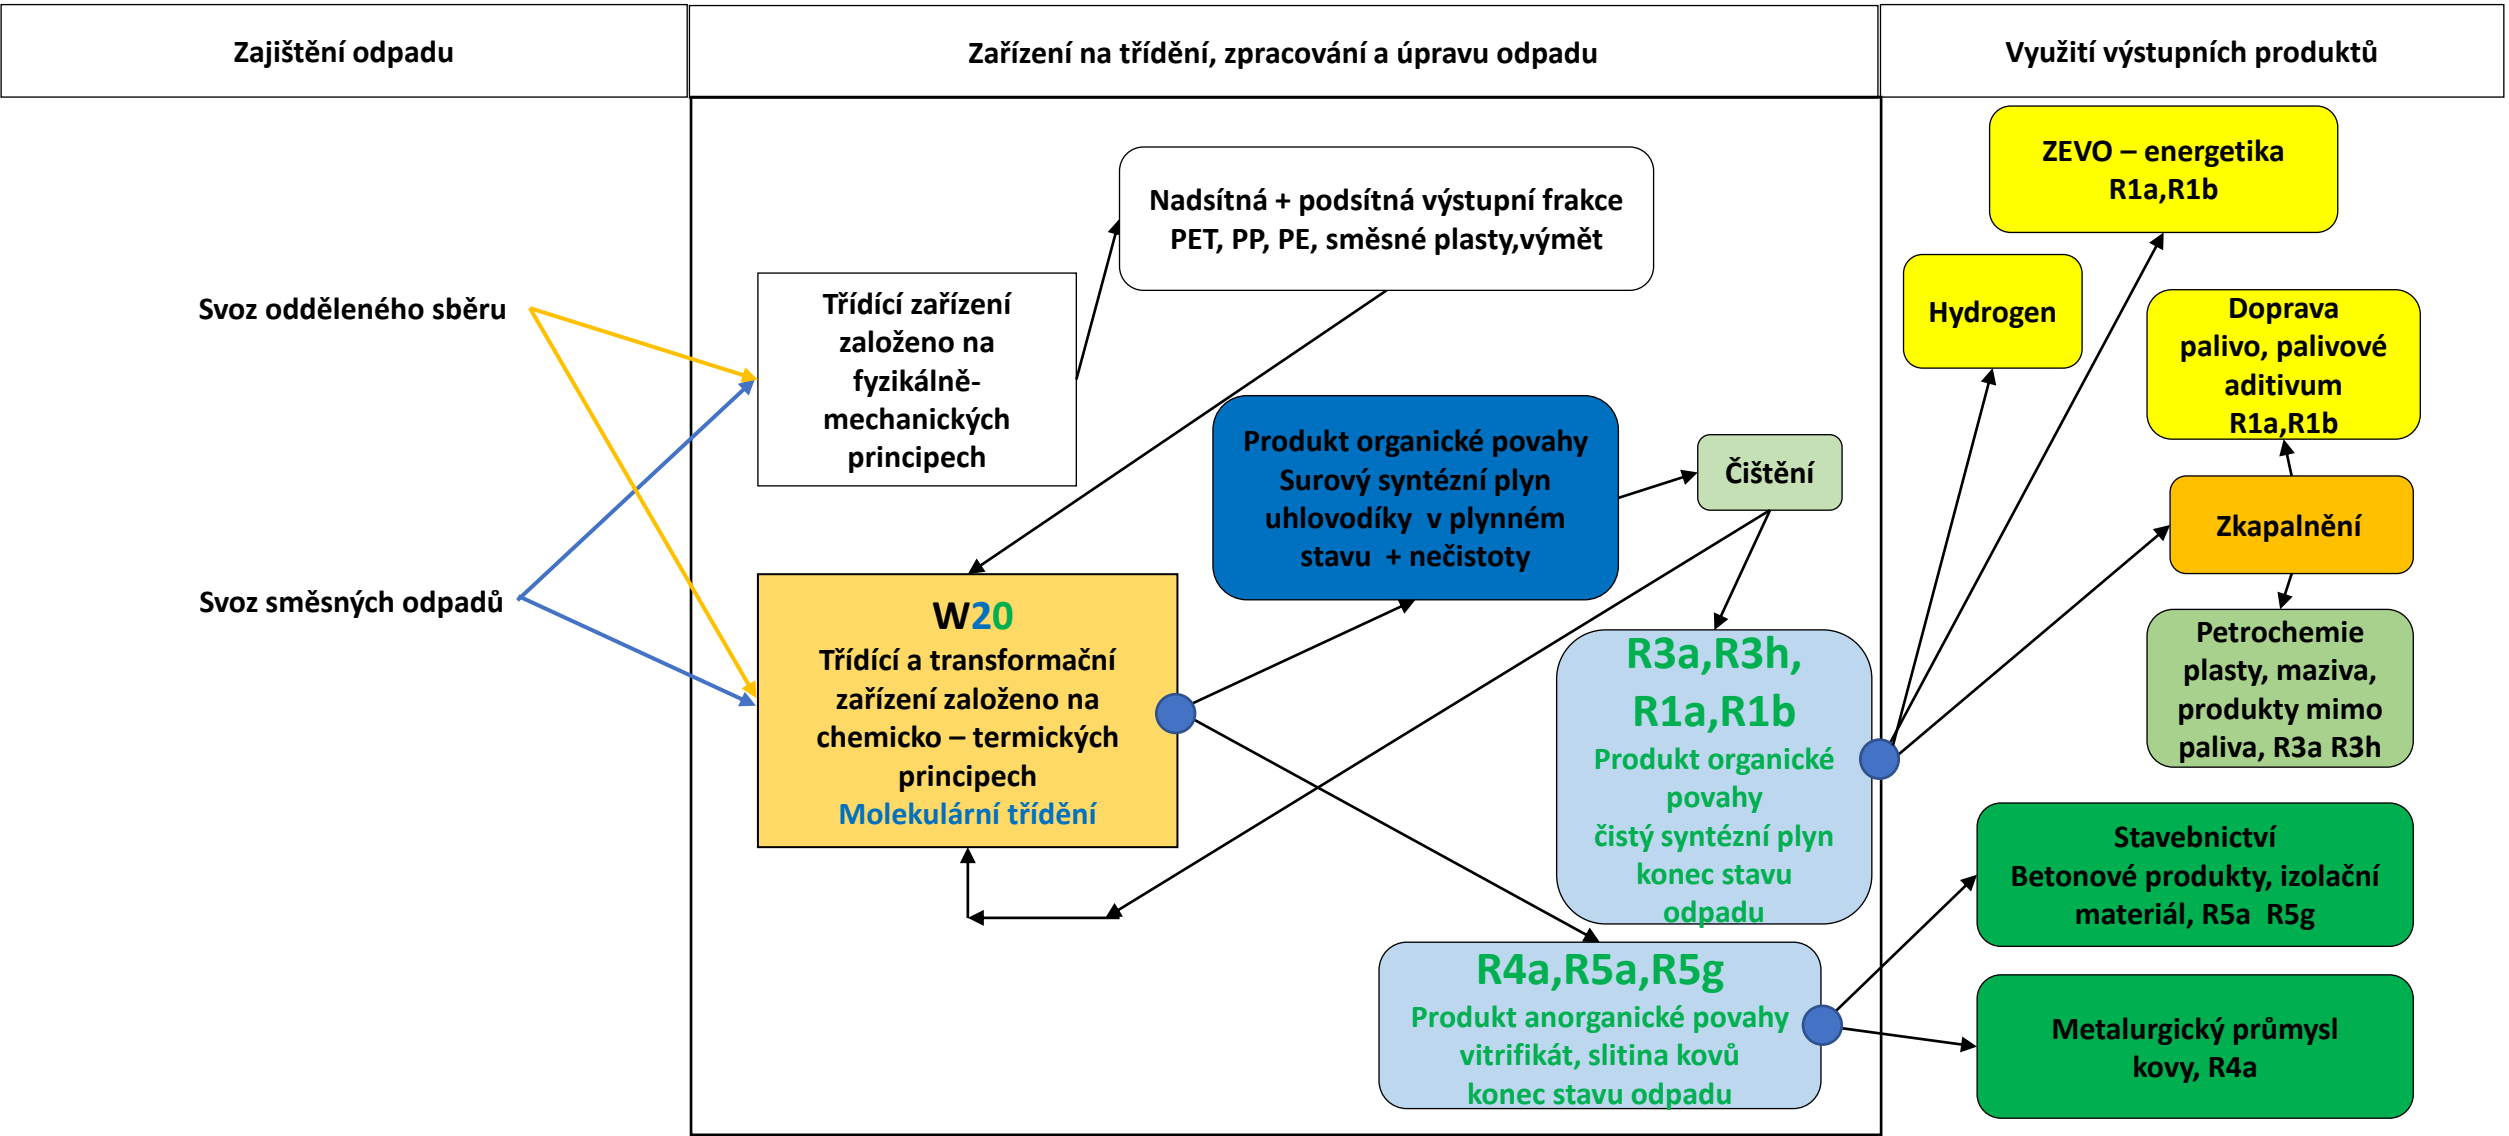 Zajištění odpadu
Zařízení na třídění, zpracování a úpravu odpadu
Využití výstupních produktů
Svoz odděleného sběru
Svoz směsných odpadů
Třídící zařízení
založeno na
fyzikálně-
mechanických
principech
Nadsítná + podsítná výstupní frakce
PET, PP, PE, směsné plasty,výmět
W20
Třídící a transformační
zařízení založeno na
chemicko – termických
principech
Molekulární třídění
Produkt organické povahy
Surový syntézní plyn
uhlovodíky v plynném
stavu + nečistoty
Čištění
R3a,R3h,
R1a,R1b
Produkt organické
povahy
čistý syntézní plyn
konec stavu
odpadu
R4a,R5a,R5g
Produkt anorganické povahy
vitrifikát, slitina kovů
konec stavu odpadu
ZEVO – energetika
R1a,R1b
Hydrogen
Doprava
palivo, palivové
aditivum
R1a,R1b
Zkapalnění
Petrochemie
plasty, maziva,
produkty mimo
paliva, R3a R3h
Stavebnictví
Betonové produkty, izolační
materiál, R5a R5g
Metalurgický průmysl
kovy, R4a